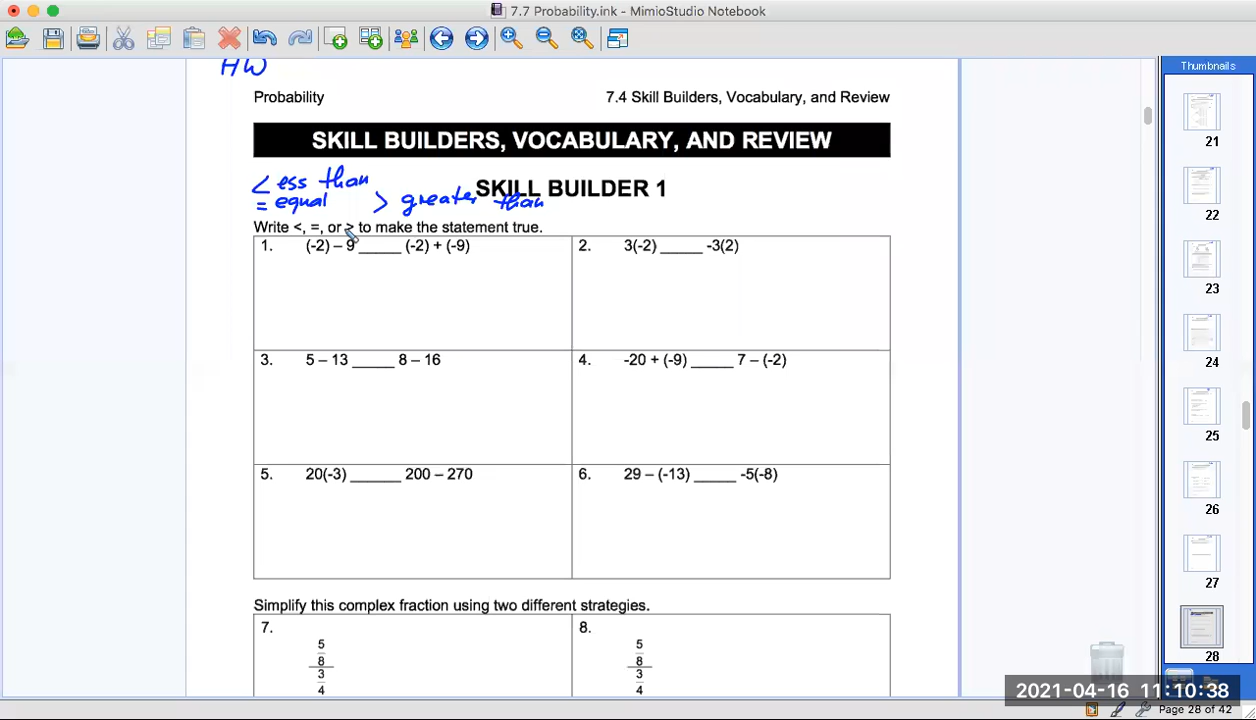 7.7 Probability.ink - MimioStudio Notebook
HW
Probability 7.4 Skill Builders, Vocabulary, and Review
SKILL BUILDERS, VOCABULARY, AND REVIEW
< ess than
SKILL BUILDER 1
= equal > greater than
Write <, =, or > to make the statement true.
1. (-2) – 9 _____ (-2) + (-9)
2. 3(-2) _____ -3(2)
3. 5 – 13 _____ 8 – 16
4. -20 + (-9) _____ 7 – (-2)
5. 20(-3) ______ 200 – 270
6. 29 – (-13) _____ -5(-8)
Simplify this complex fraction using two different strategies.
7.
5
8
3
4
8.
5
8
3
4
Thumbnails
21
22
23
24
25
26
27
28
2021-04-16 11:10:38
Page 28 of 42